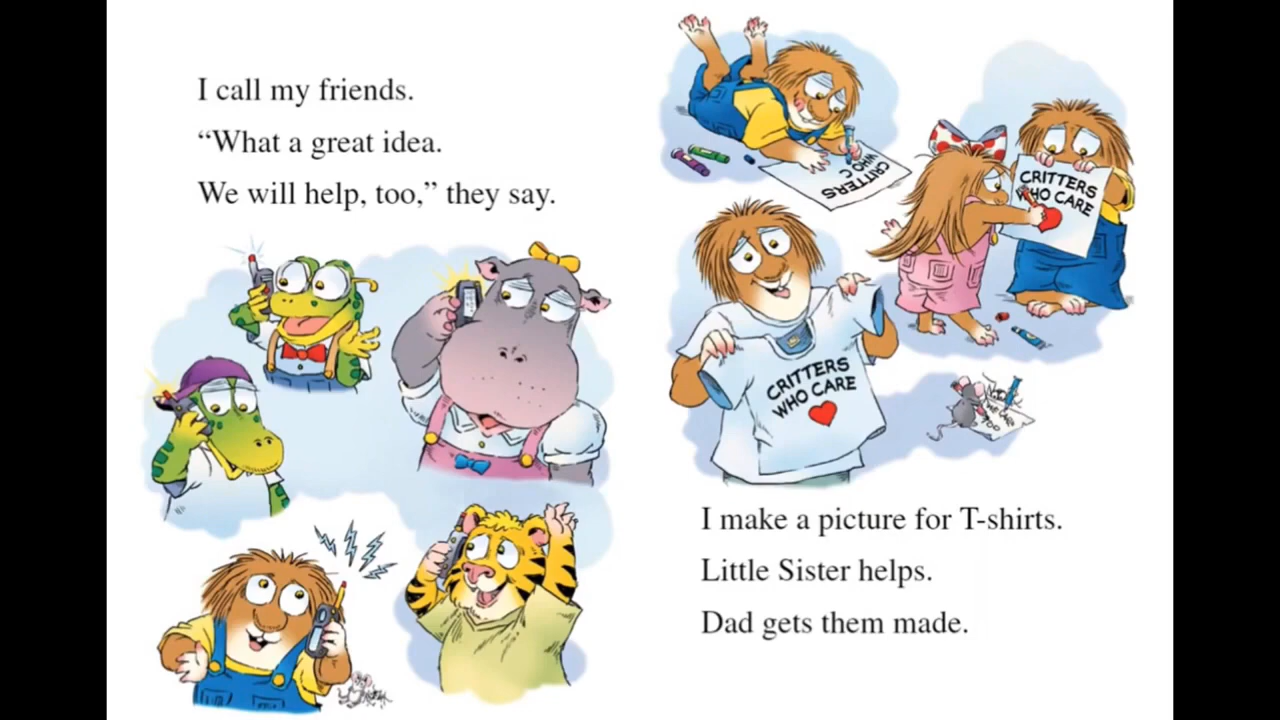 I call my friends.
“What a great idea.
We will help, too,” they say.
CRITTERS
WHO C
CRITTERS
WHO CARE
CRITTERS
WHO CARE
I make a picture for T-shirts.
Little Sister helps.
Dad gets them made.